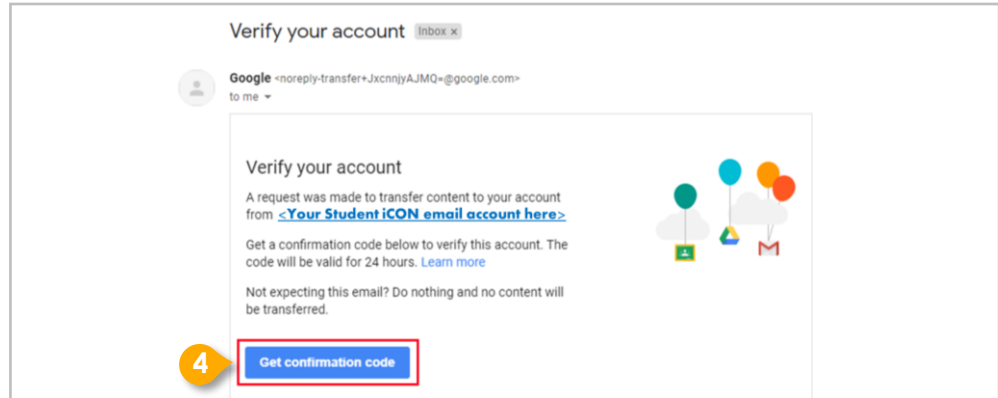 Verify your account Inbox x
Google <noreply-transfer+JxcnnjyAJMQ=@google.com>
to me
Verify your account
A request was made to transfer content to your account
from <Your Student iCON email account here>
Get a confirmation code below to verify this account. The
code will be valid for 24 hours. Learn more
Not expecting this email? Do nothing and no content will
be transferred.
4 Get confirmation code